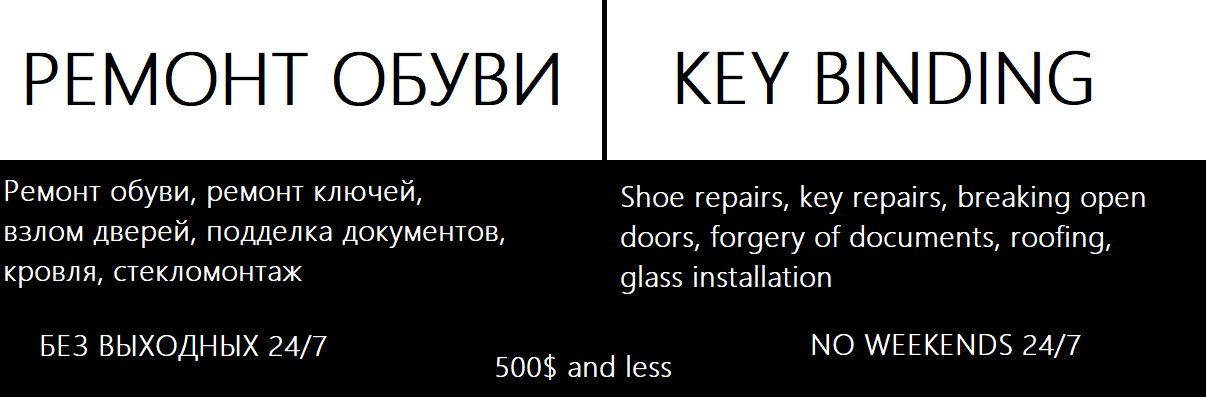 РЕМОНТ ОБУВИ
Ремонт обуви, ремонт ключей,
взлом дверей, подделка документов,
кровля, стекломонтаж
БЕЗ ВЫХОДНЫХ 24/7
KEY BINDING
Shoe repairs, key repairs, breaking open
doors, forgery of documents, roofing,
glass installation
NO WEEKENDS 24/7
500$ and less